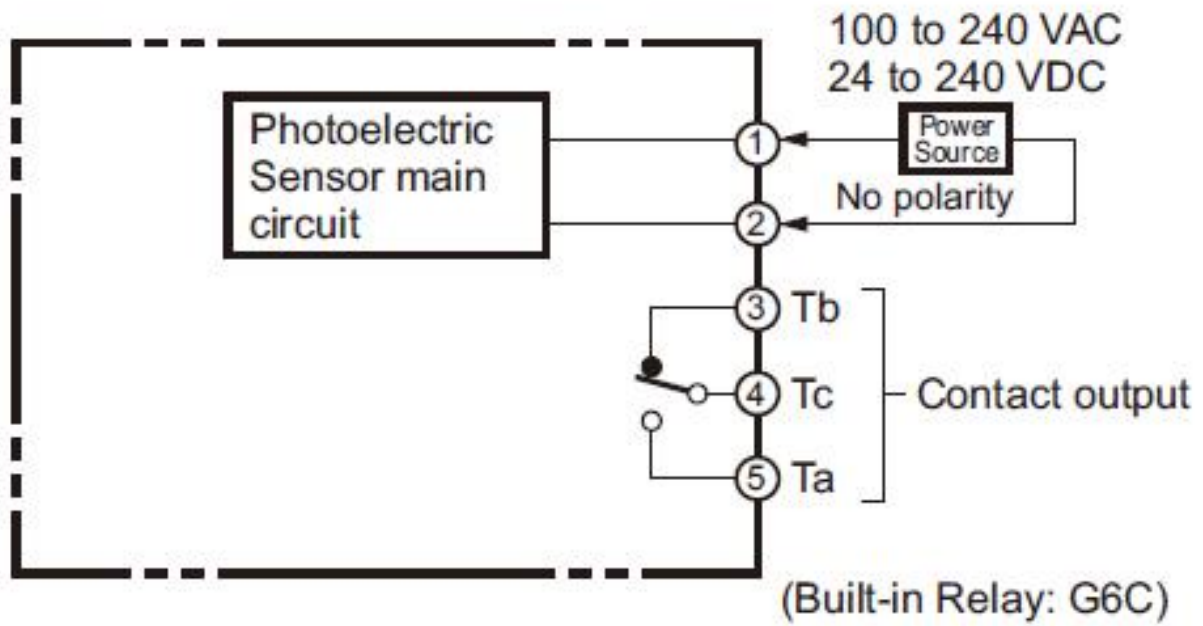 100 to 240 VAC
24 to 240 VDC
Photoelectric
Sensor main
circuit
1
Power
Source
No polarity
2
3 Tb
4 Tc
Contact output
5 Ta
(Built-in Relay: G6C)